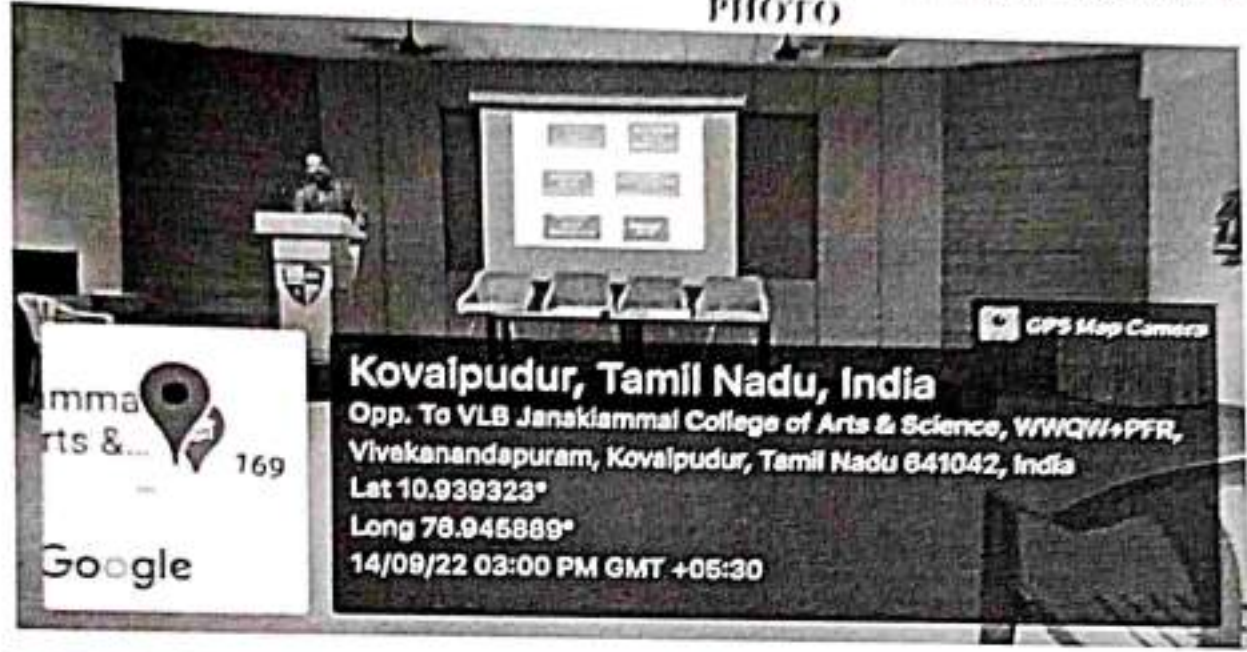 PHOTO
GPS Map Camera
Kovaipudur, Tamil Nadu, India
Opp. To VLB Janakiammal College of Arts & Science, WWQW+PFR,
Vivekanandapuram, Kovaipudur, Tamil Nadu 641042, India
Lat 10.939323°
Long 76.945889°
14/09/22 03:00 PM GMT +05:30
imma
rts &...
169
Google